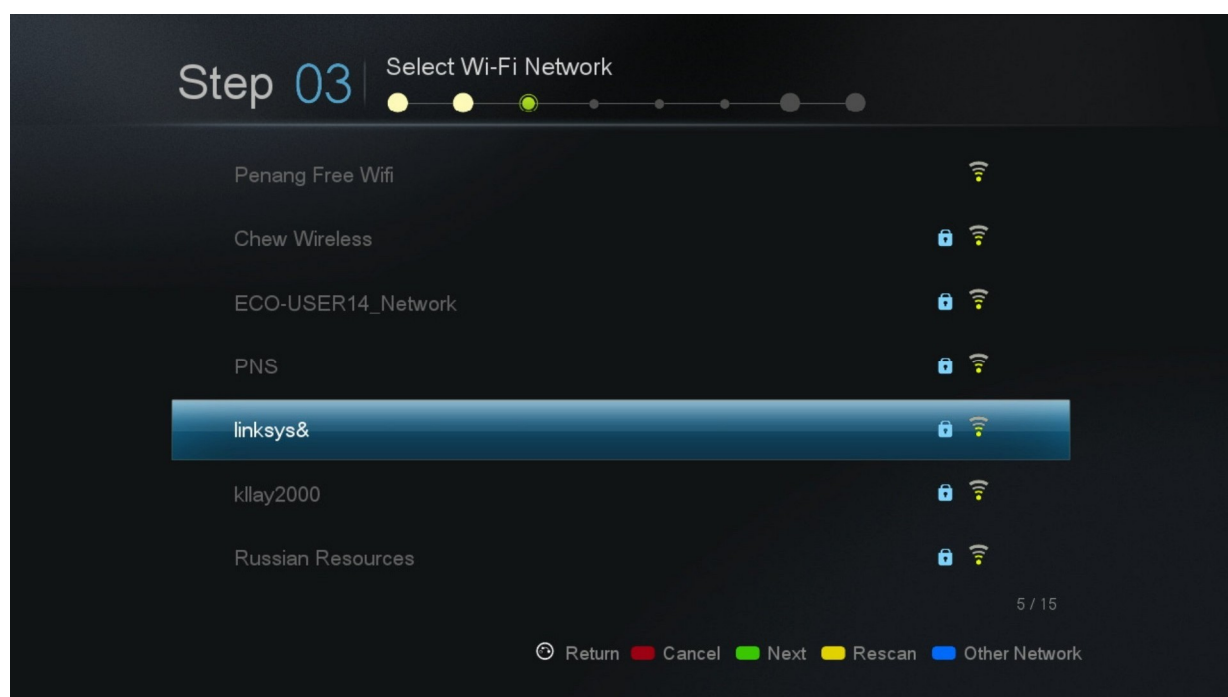 Step 03
Select Wi-Fi Network
Penang Free Wifi
Chew Wireless
ECO-USER14_Network
PNS
linksys&
kllay2000
Russian Resources
5 / 15
Return Cancel Next Rescan Other Network